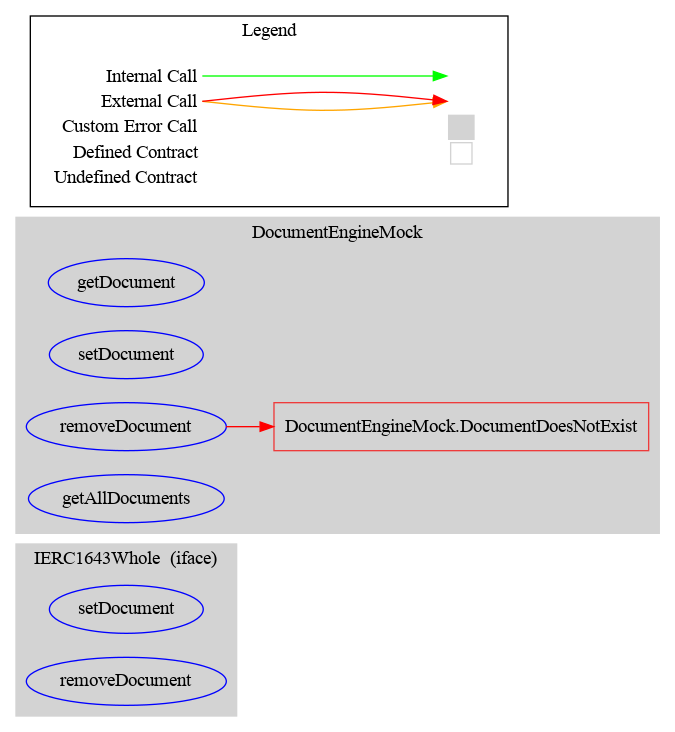 Legend
Internal Call
External Call
Custom Error Call
Defined Contract
Undefined Contract
DocumentEngineMock
getDocument
setDocument
removeDocument
DocumentEngineMock.DocumentDoesNotExist
getAllDocuments
IERC1643Whole  (iface)
setDocument
removeDocument